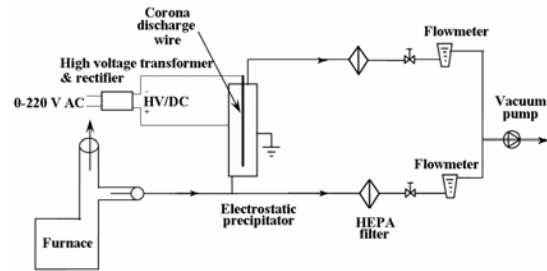 Corona
discharge
wire
Flowmeter
High voltage transformer
& rectifier
-
0-220 V AC
HV/DC
+
Vacuum
pump
Flowmeter
Electrostatic
precipitator
HEPA
filter
Furnace